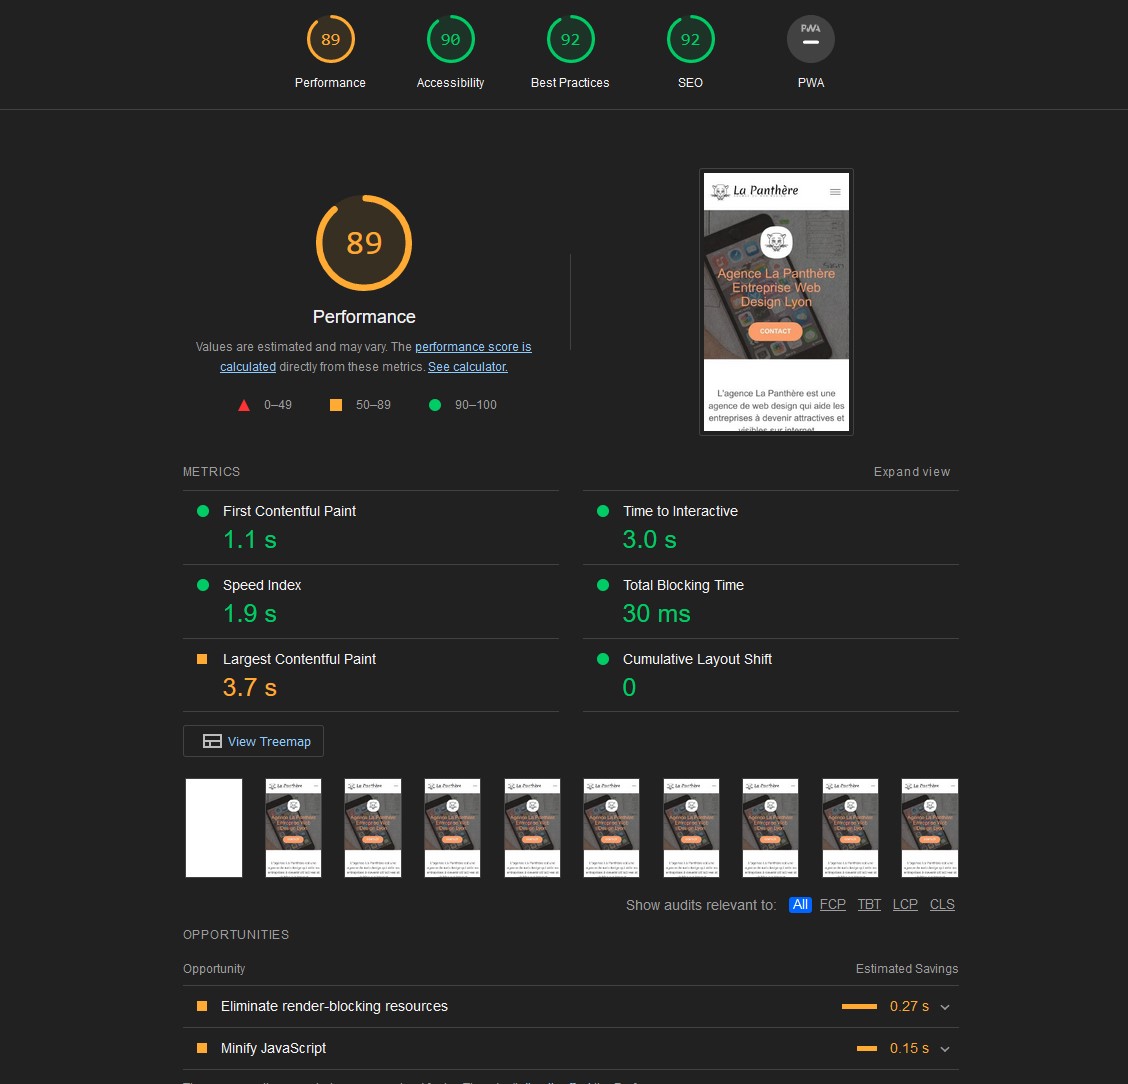 89
90
92
92
PWA
Performance
Accessibility
Best Practices
SEO
PWA
89
Performance
Values are estimated and may vary. The performance score is
calculated directly from these metrics. See calculator.
0–49
50–89
90–100
La Panthère
Agence La Panthère
Entreprise Web
Design Lyon
CONTACT
L'agence La Panthère est une
agence de web design qui aide les
entreprises à devenir attractives et
visibles sur internet
METRICS
Expand view
First Contentful Paint
1.1 s
Time to Interactive
3.0 s
Speed Index
1.9 s
Total Blocking Time
30 ms
Largest Contentful Paint
3.7 s
Cumulative Layout Shift
0
View Treemap
Show audits relevant to: All FCP TBT LCP CLS
OPPORTUNITIES
Opportunity
Estimated Savings
Eliminate render-blocking resources
0.27 s
Minify JavaScript
0.15 s